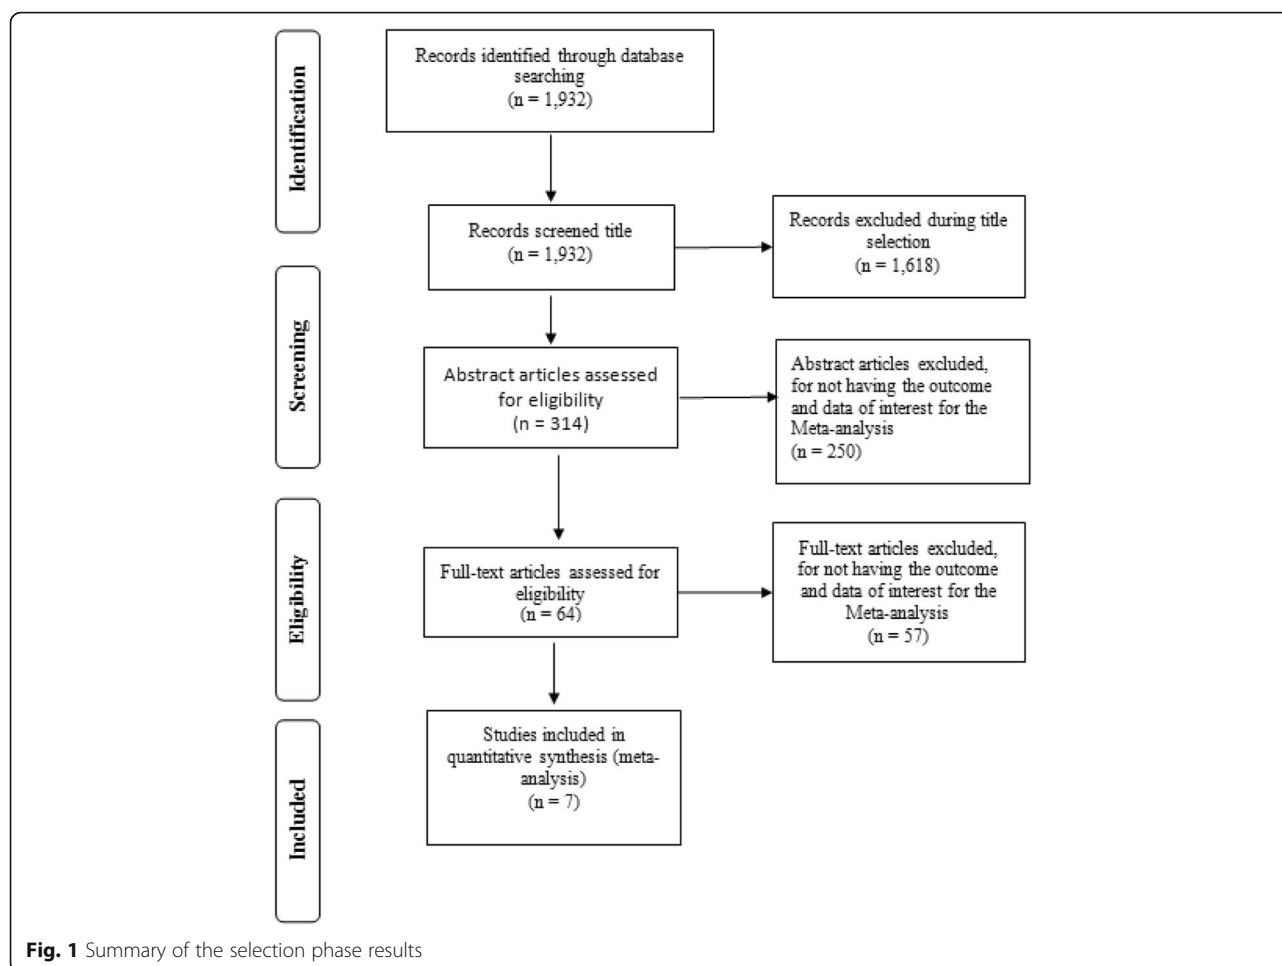 Identification
Records identified through database
searching
(n = 1,932)
Records screened title
(n = 1,932)
Records excluded during title
selection
(n = 1,618)
Screening
Abstract articles assessed
for eligibility
(n = 314)
Abstract articles excluded,
for not having the outcome
and data of interest for the
Meta-analysis
(n = 250)
Eligibility
Full-text articles assessed for
eligibility
(n = 64)
Full-text articles excluded,
for not having the outcome
and data of interest for the
Meta-analysis
(n = 57)
Included
Studies included in
quantitative synthesis (meta-
analysis)
(n = 7)
Fig. 1 Summary of the selection phase results